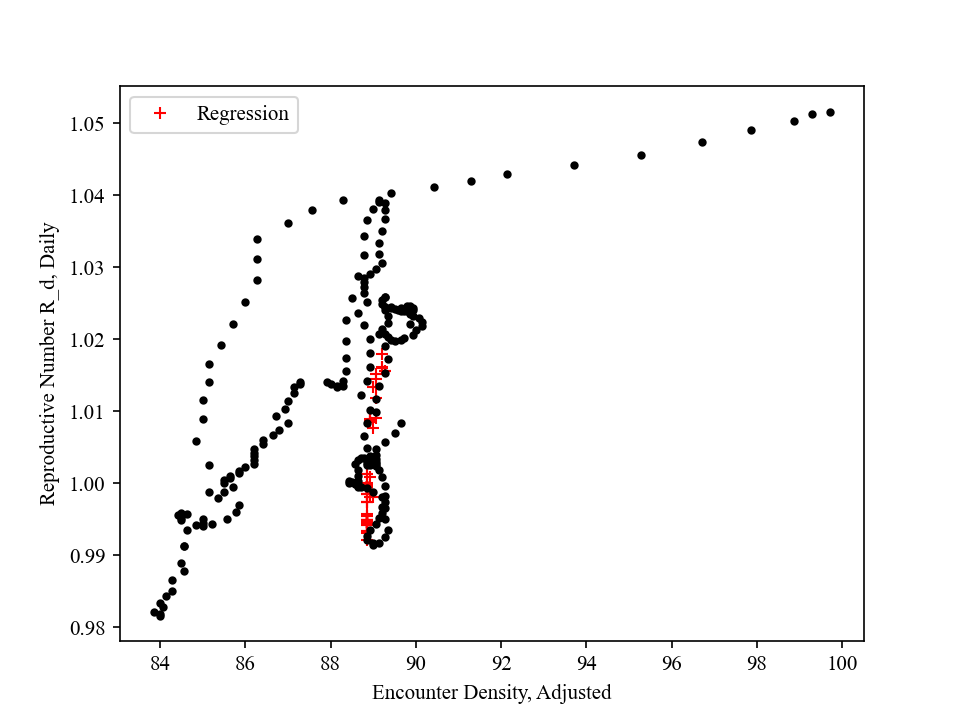 Regression
1.05
1.04
1.03
1.02
1.01
1.00
0.99
0.98
Reproductive Number R_d, Daily
84 86 88 90 92 94 96 98 100
Encounter Density, Adjusted